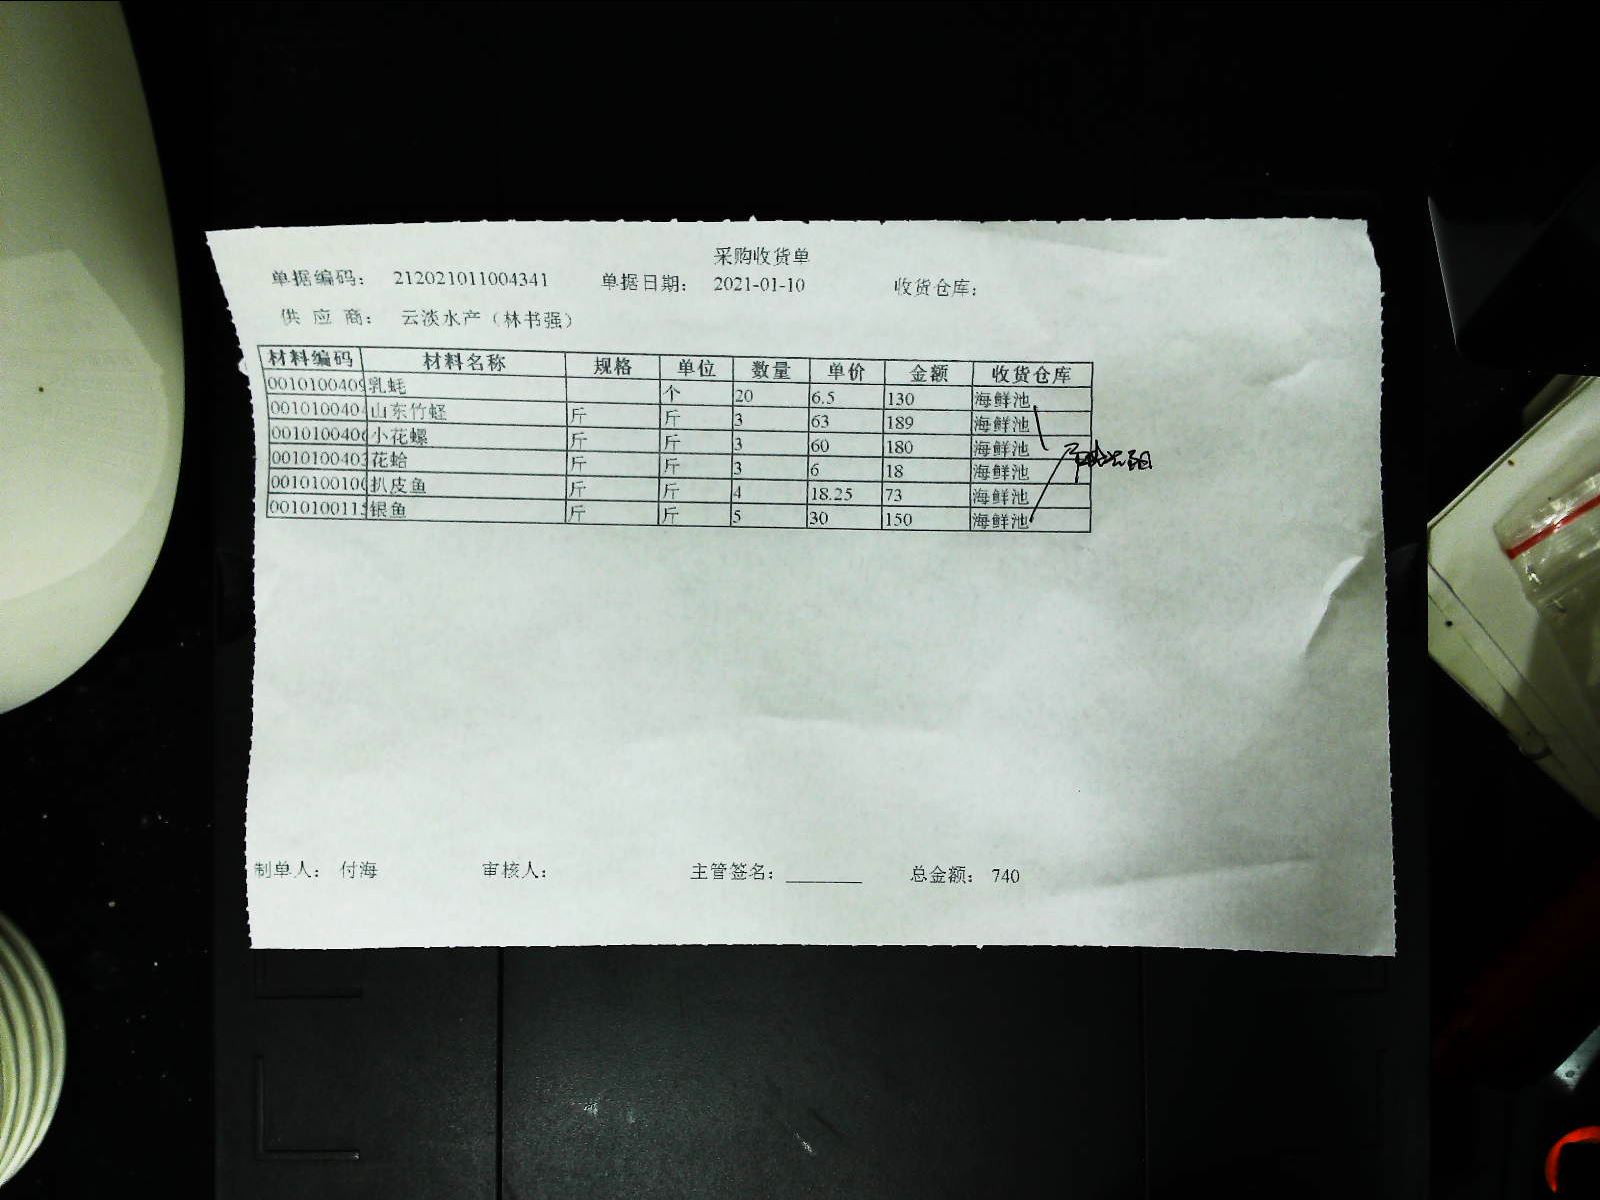 采购收货单
单据编码: 212021011004341 单据日期: 2021-01-10 收货仓库:
供 应 商: 云淡水产（林书强）
材料编码 材料名称 规格 单位 数量 单价 金额 收货仓库
0010100409 乳蚝 个 20 6.5 130 海鲜池
001010040 山东竹蛏 斤 斤 3 63 189 海鲜池
001010040 小花螺 斤 斤 3 60 180 海鲜池
001010040 花蛤 斤 斤 3 6 18 海鲜池
001010010 扒皮鱼 斤 斤 4 18.25 73 海鲜池
001010011 银鱼 斤 斤 5 30 150 海鲜池
制单人: 付海 审核人: 主管签名: 总金额: 740